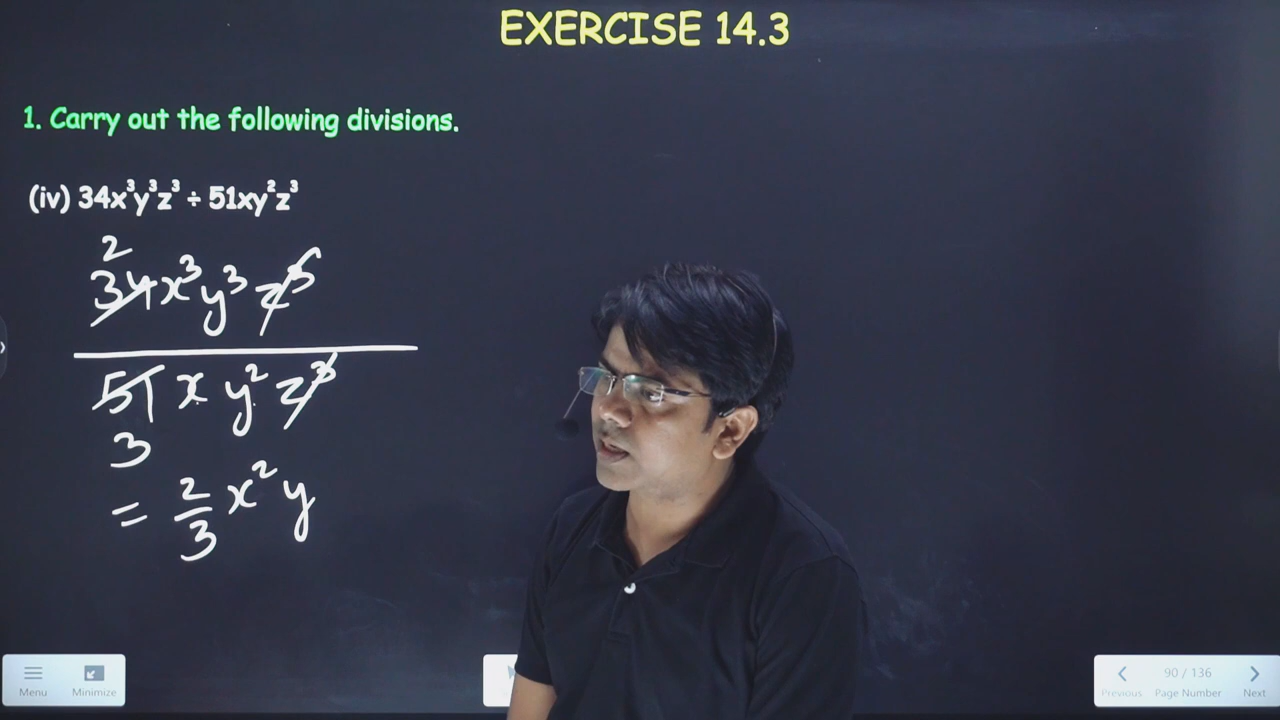 EXERCISE 14.3
1. Carry out the following divisions.
(iv) 34x³y³z³ ÷ 51xy²z³
2
34x³y³z³
51xy²z³
3
= 2/3 x²y
Menu Minimize
90 / 136
Previous Page Number Next